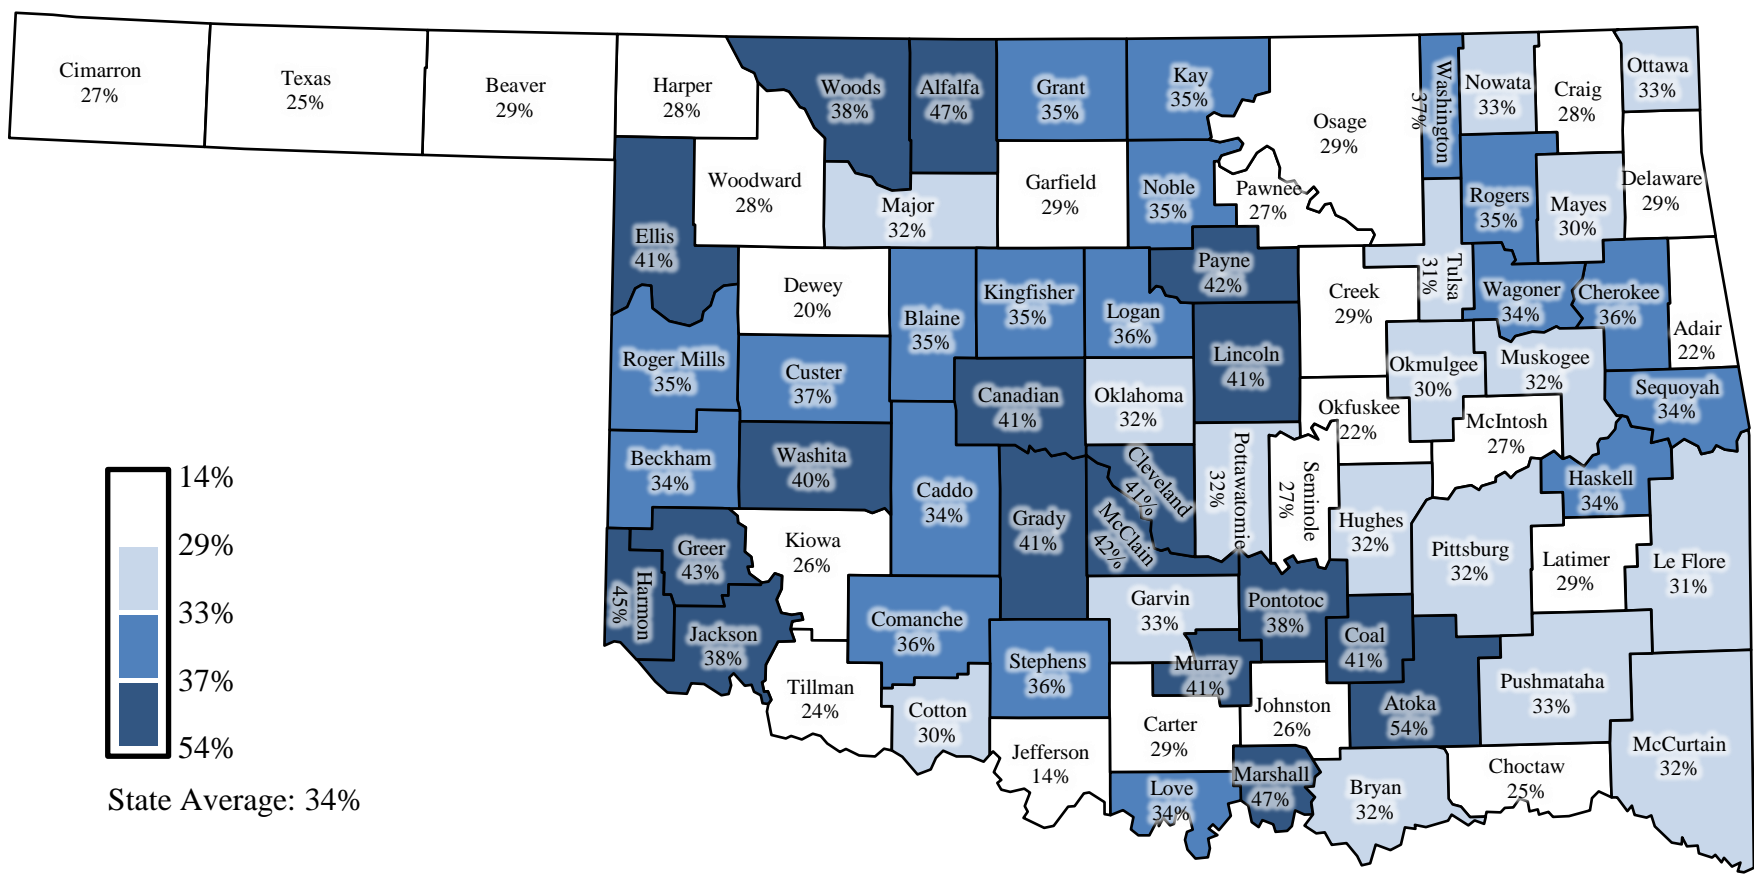 Cimarron
27%
Texas
25%
Beaver
29%
Harper
28%
Woods
38%
Alfalfa
47%
Grant
35%
Kay
35%
Osage
29%
Washington
37%
Nowata
33%
Craig
28%
Ottawa
33%
Ellis
41%
Woodward
28%
Major
32%
Garfield
29%
Noble
35%
Pawnee
27%
Rogers
35%
Mayes
30%
Delaware
29%
Dewey
20%
Blaine
35%
Kingfisher
35%
Logan
36%
Payne
42%
Creek
29%
Tulsa
31%
Wagoner
34%
Cherokee
36%
Adair
22%
Roger Mills
35%
Custer
37%
Canadian
41%
Oklahoma
32%
Lincoln
41%
Okmulgee
30%
Muskogee
32%
Sequoyah
34%
Okfuskee
22%
McIntosh
27%
Beckham
34%
Washita
40%
Caddo
34%
Grady
41%
Cleveland
41%
McClain
42%
Pottawatomie
32%
Seminole
27%
Hughes
32%
Pittsburg
32%
Haskell
34%
Latimer
29%
Le Flore
31%
Greer
43%
Harmon
45%
Kiowa
26%
Jackson
38%
Comanche
36%
Garvin
33%
Pontotoc
38%
Coal
41%
Stephens
36%
Murray
41%
Tillman
24%
Cotton
30%
Jefferson
14%
Carter
29%
Johnston
26%
Atoka
54%
Pushmataha
33%
McCurtain
32%
Choctaw
25%
Love
34%
Marshall
47%
Bryan
32%
14%
29%
33%
37%
54%
State Average: 34%